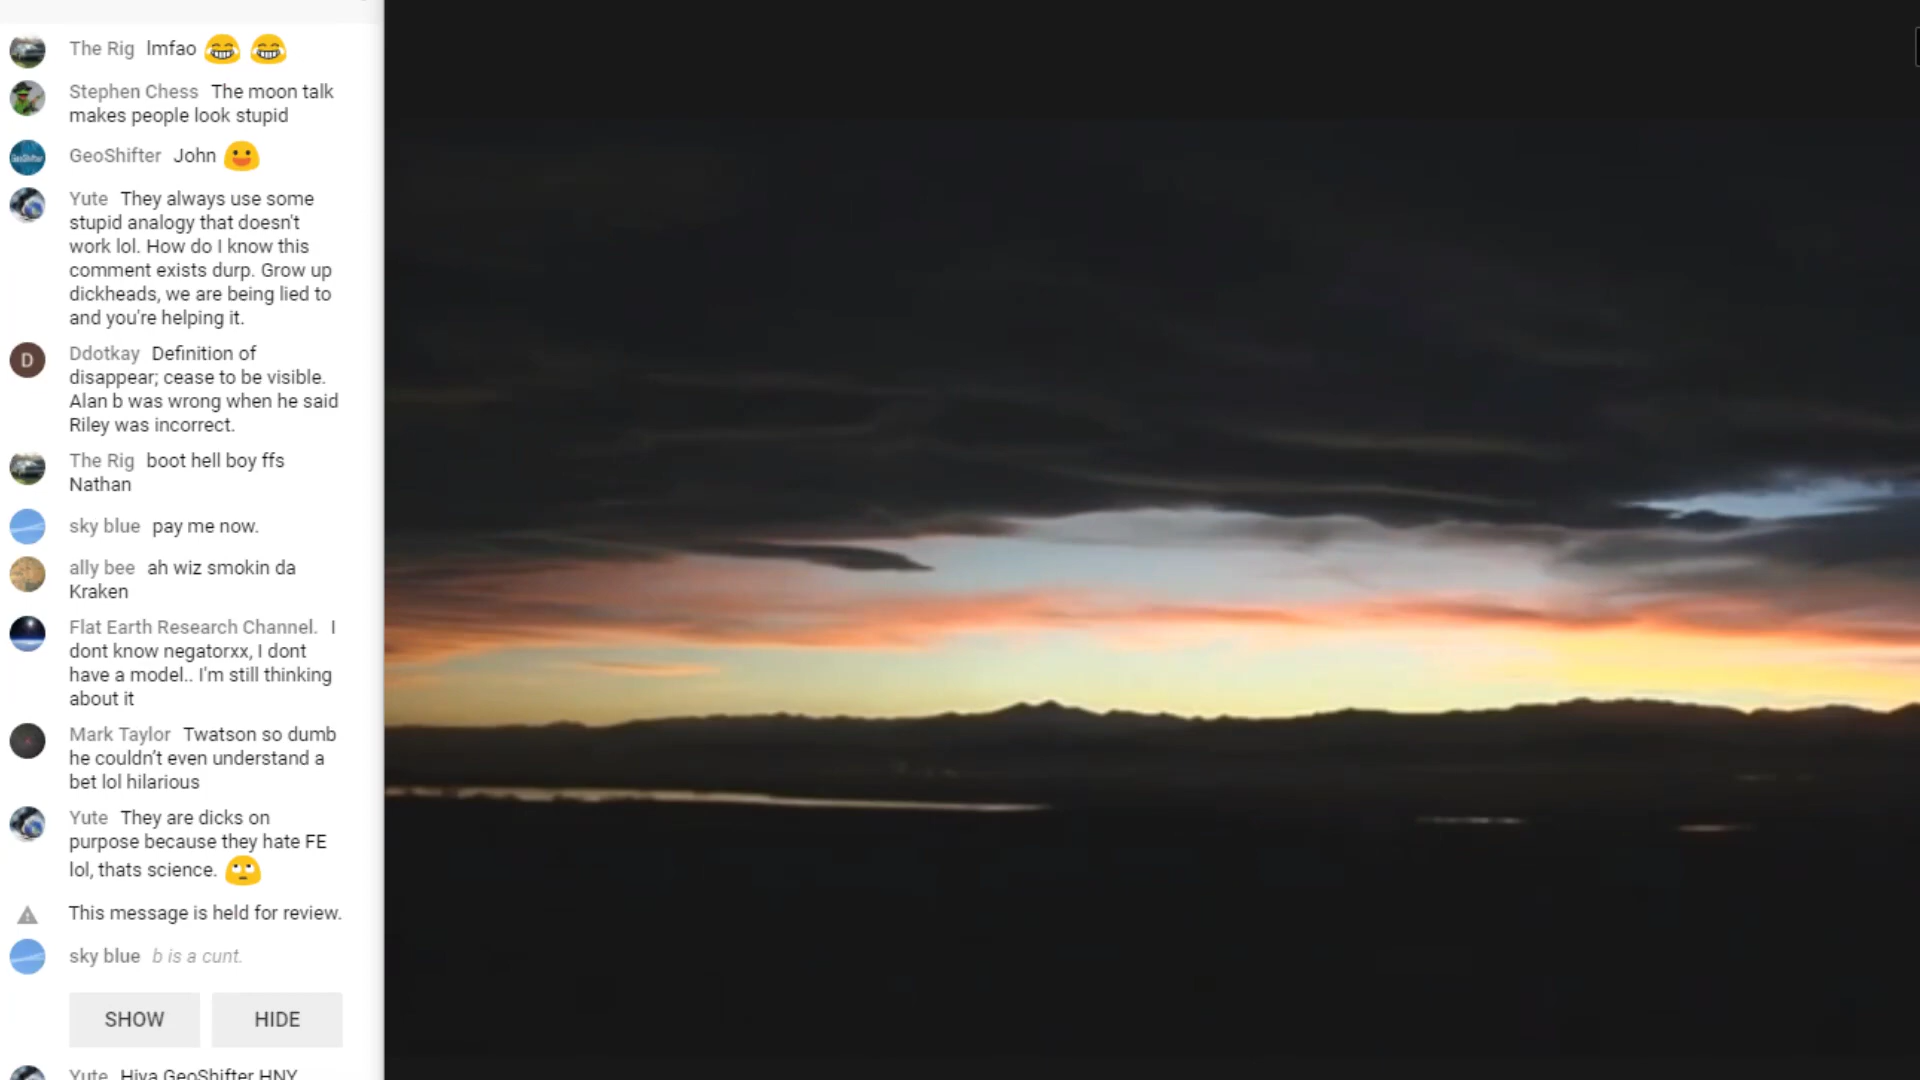 The Rig lmfao
Stephen Chess The moon talk
makes people look stupid
GeoShifter John
Yute They always use some
stupid analogy that doesn't
work lol. How do I know this
comment exists durp. Grow up
dickheads, we are being lied to
and you're helping it.
D
Ddotkay Definition of
disappear; cease to be visible.
Alan b was wrong when he said
Riley was incorrect.
The Rig boot hell boy ffs
Nathan
sky blue pay me now.
ally bee ah wiz smokin da
Kraken
Flat Earth Research Channel. I
dont know negatorxx, I dont
have a model.. I'm still thinking
about it
Mark Taylor Twatson so dumb
he couldn't even understand a
bet lol hilarious
Yute They are dicks on
purpose because they hate FE
lol, thats science.
This message is held for review.
sky blue b is a cunt.
SHOW HIDE
Yute Hiya GeoShifter HNY